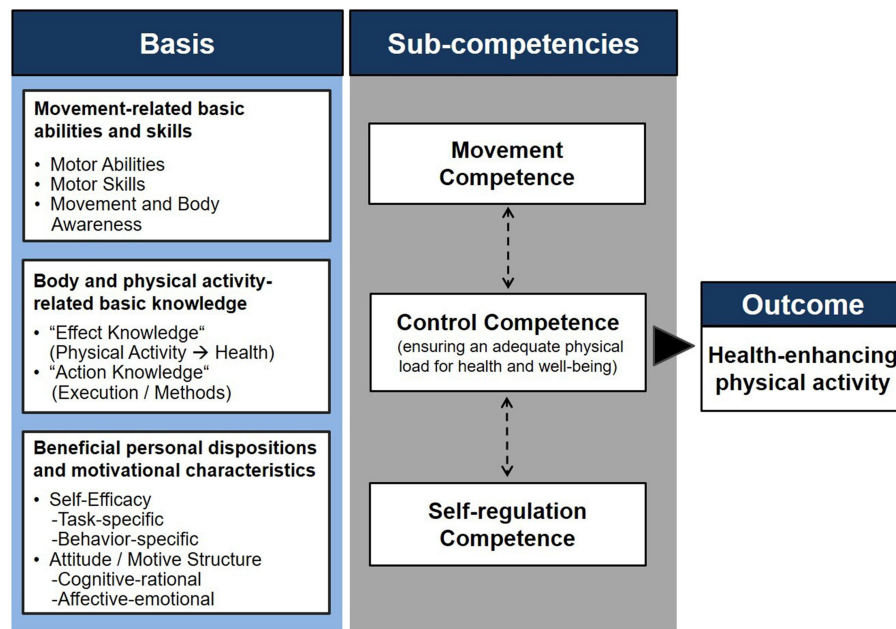 Basis
Movement-related basic
abilities and skills
• Motor Abilities
• Motor Skills
• Movement and Body
Awareness
Body and physical activity-
related basic knowledge
• “Effect Knowledge“
(Physical Activity → Health)
• “Action Knowledge“
(Execution / Methods)
Beneficial personal dispositions
and motivational characteristics
• Self-Efficacy
-Task-specific
-Behavior-specific
• Attitude / Motive Structure
-Cognitive-rational
-Affective-emotional
Sub-competencies
Movement
Competence
Control Competence
(ensuring an adequate physical
load for health and well-being)
Self-regulation
Competence
Outcome
Health-enhancing
physical activity